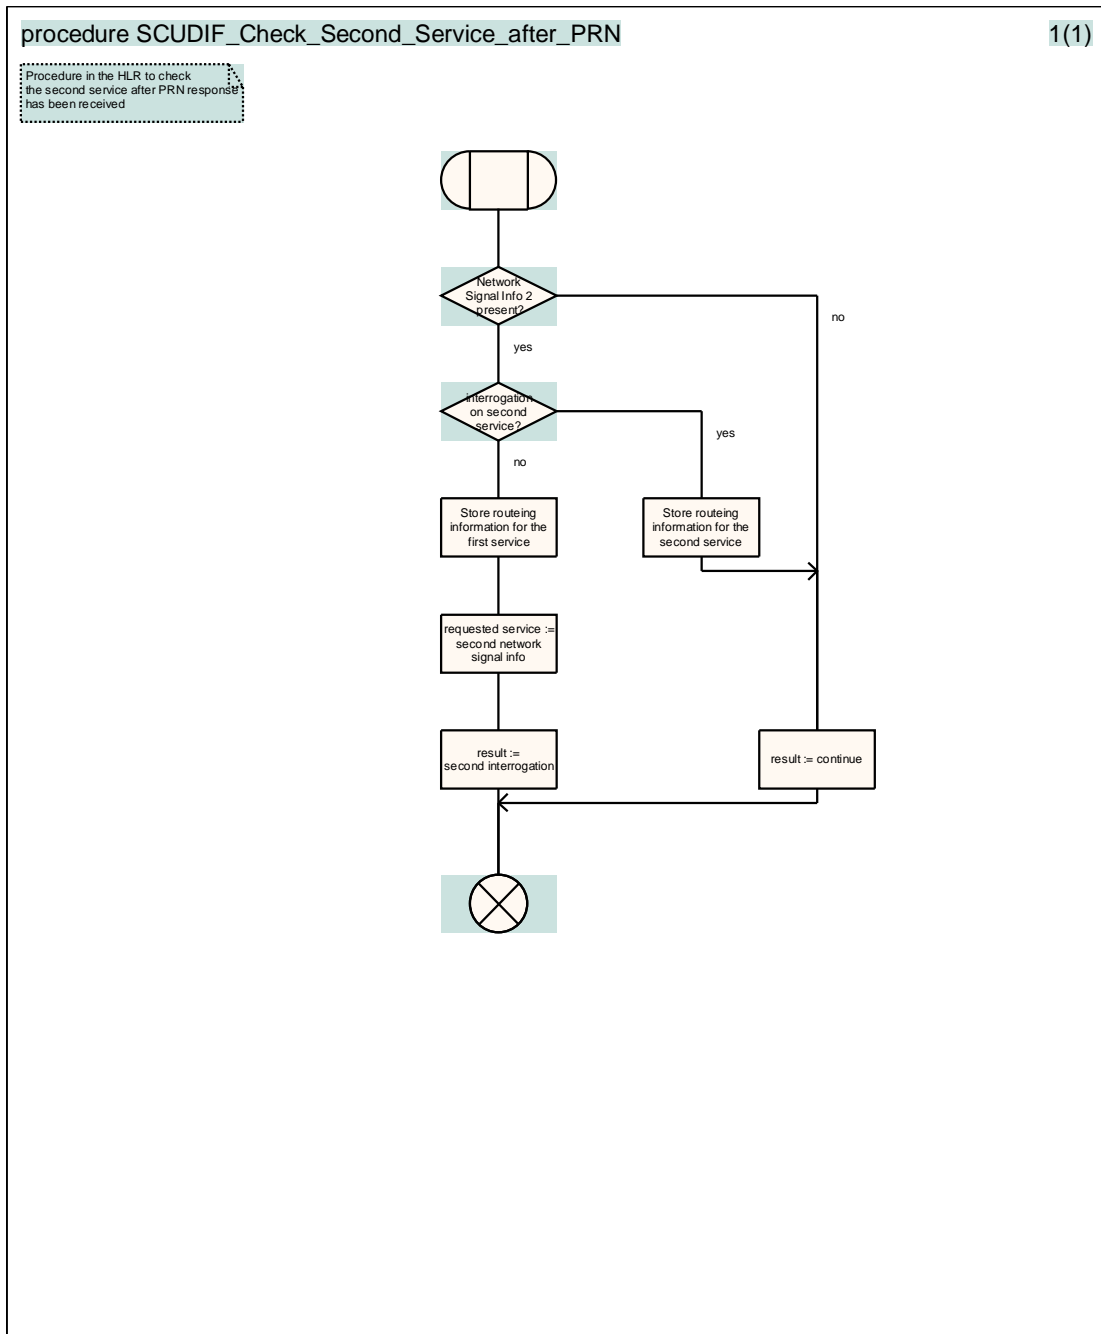 procedure SCUDIF_Check_Second_Service_after_PRN
1(1)
Procedure in the HLR to check
the second service after PRN response
has been received
Network
Signal Info 2
present?
no
yes
interrogation
on second
service?
yes
no
Store routeing
information for the
first service
Store routeing
information for the
second service
requested service :=
second network
signal info
result :=
second interrogation
result := continue